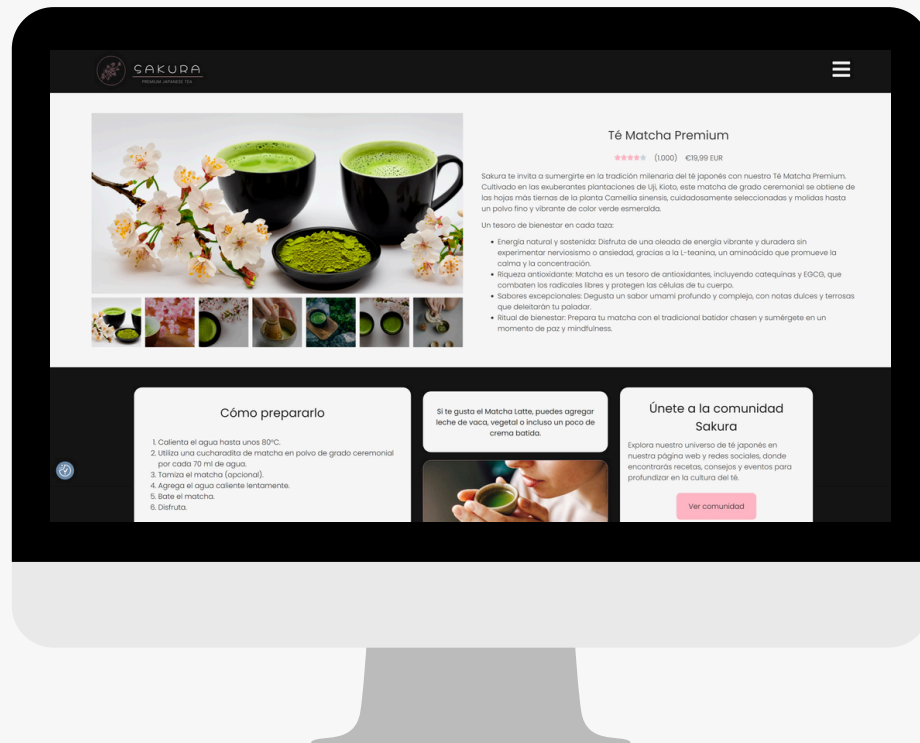 SAKURA
PREMIUM JAPANESE TEA
Té Matcha Premium
(1.000) €19,99 EUR
Sakura te invita a sumergirte en la tradición milenaria del té japonés con nuestro Té Matcha Premium.
Cultivado en las exuberantes plantaciones de Uji, Kioto, este matcha de grado ceremonial se obtiene de
las hojas más tiernas de la planta Camellia sinensis, cuidadosamente seleccionadas y molidas hasta
un polvo fino y vibrante de color verde esmeralda.
Un tesoro de bienestar en cada taza:
• Energía natural y sostenida: Disfruta de una oleada de energía vibrante y duradera sin
experimentar nerviosismo o ansiedad, gracias a la L-teanina, un aminoácido que promueve la
calma y la concentración.
• Riqueza antioxidante: Matcha es un tesoro de antioxidantes, incluyendo catequinas y EGCG, que
combaten los radicales libres y protegen las células de tu cuerpo.
• Sabores excepcionales: Degusta un sabor umami profundo y complejo, con notas dulces y terrosas
que deleitarán tu paladar.
• Ritual de bienestar: Prepara tu matcha con el tradicional batidor chasen y sumérgete en un
momento de paz y mindfulness.
Cómo prepararlo
1. Calienta el agua hasta unos 80°C.
2. Utiliza una cucharadita de matcha en polvo de grado ceremonial
por cada 70 ml de agua.
3. Tamiza el matcha (opcional).
4. Agrega el agua caliente lentamente.
5. Bate el matcha.
6. Disfruta.
Si te gusta el Matcha Latte, puedes agregar
leche de vaca, vegetal o incluso un poco de
crema batida.
Únete a la comunidad
Sakura
Explora nuestro universo de té japonés en
nuestra página web y redes sociales, donde
encontrarás recetas, consejos y eventos para
profundizar en la cultura del té.
Ver comunidad